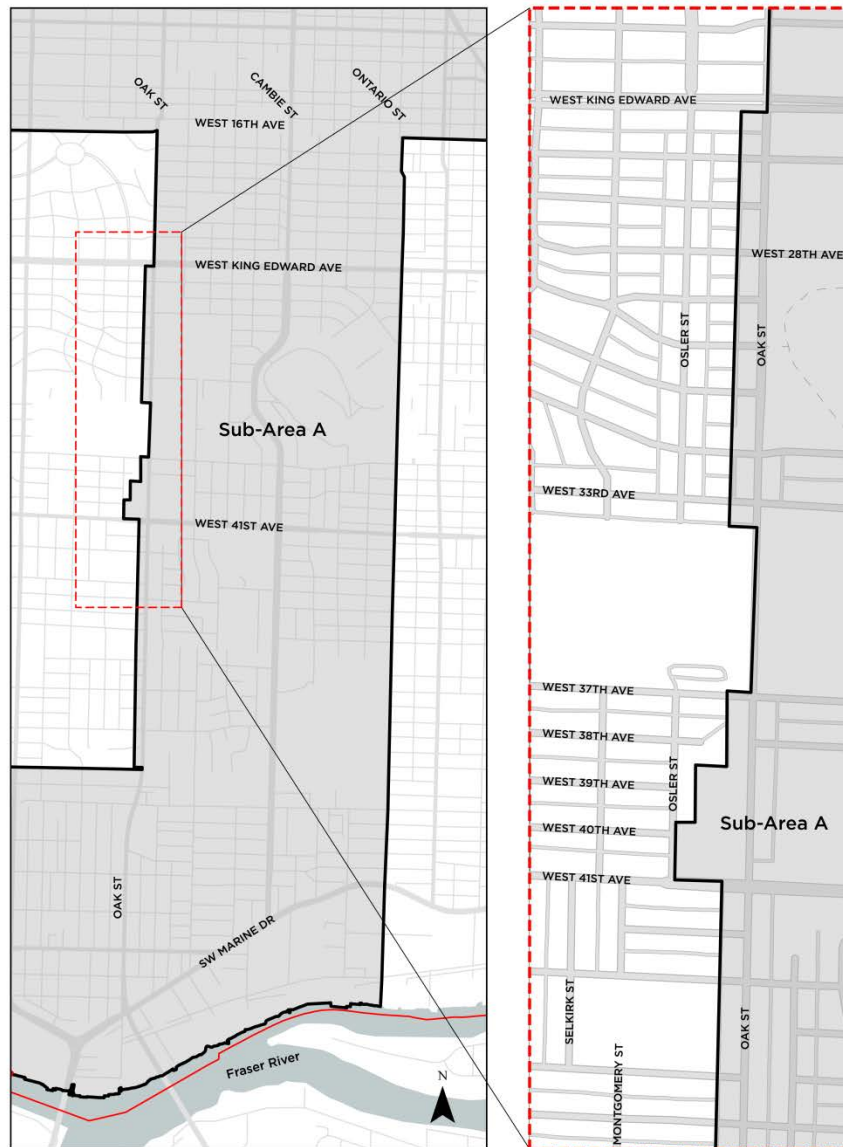 OAK ST
CAMBIE ST
ONTARIO ST
WEST 16TH AVE
WEST KING EDWARD AVE
Sub-Area A
WEST 41ST AVE
OAK ST
SW MARINE DR
Fraser River
N
WEST KING EDWARD AVE
WEST 28TH AVE
OSLER ST
OAK ST
WEST 33RD AVE
WEST 37TH AVE
WEST 38TH AVE
OSLER ST
WEST 39TH AVE
Sub-Area A
WEST 40TH AVE
WEST 41ST AVE
SELKIRK ST
OAK ST
MONTGOMERY ST